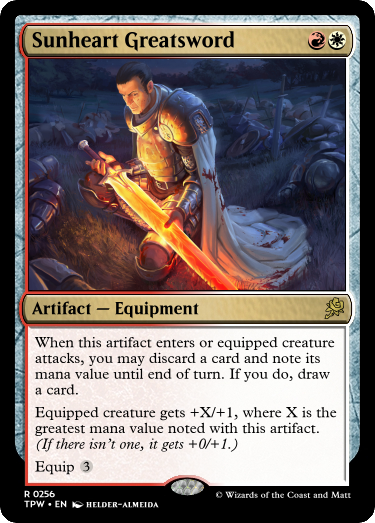 Sunheart Greatsword
Artifact — Equipment
When this artifact enters or equipped creature
attacks, you may discard a card and note its
mana value until end of turn. If you do, draw
a card.
Equipped creature gets +X/+1, where X is the
greatest mana value noted with this artifact.
(If there isn't one, it gets +0/+1.)
Equip 3
R 0256
TPW • EN HELDER-ALMEIDA
© Wizards of the Coast and Matt